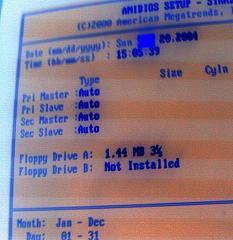 AMIBIOS SETUP - STAN
(C)2000 American Megatrends,
Date (mm/dd/yyyy): Sun 20,2004
Time (hh/mm/ss) : 15:05:39
Type Size Cyln
Pri Master :Auto
Pri Slave :Auto
Sec Master :Auto
Sec Slave :Auto
Floppy Drive A: 1.44 MB 3½
Floppy Drive B: Not Installed
Month: Jan - Dec
Day: 01 - 31